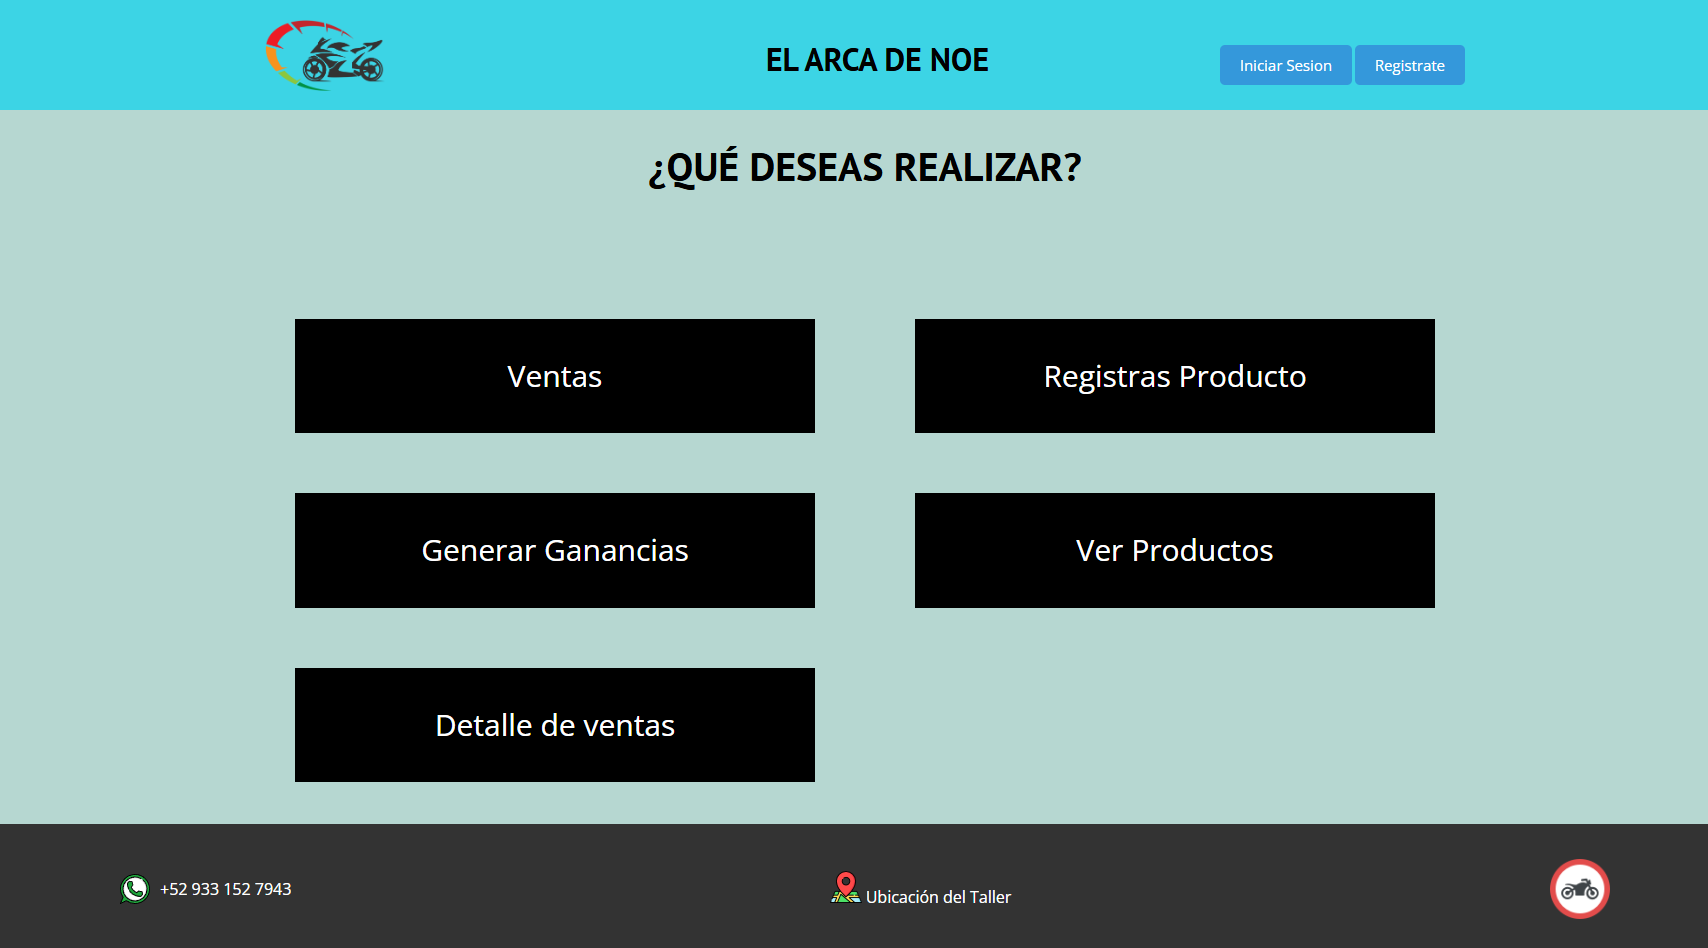 EL ARCA DE NOE
Iniciar Sesion
Registrate
¿QUÉ DESEAS REALIZAR?
Ventas
Registras Producto
Generar Ganancias
Ver Productos
Detalle de ventas
+52 933 152 7943
Ubicación del Taller